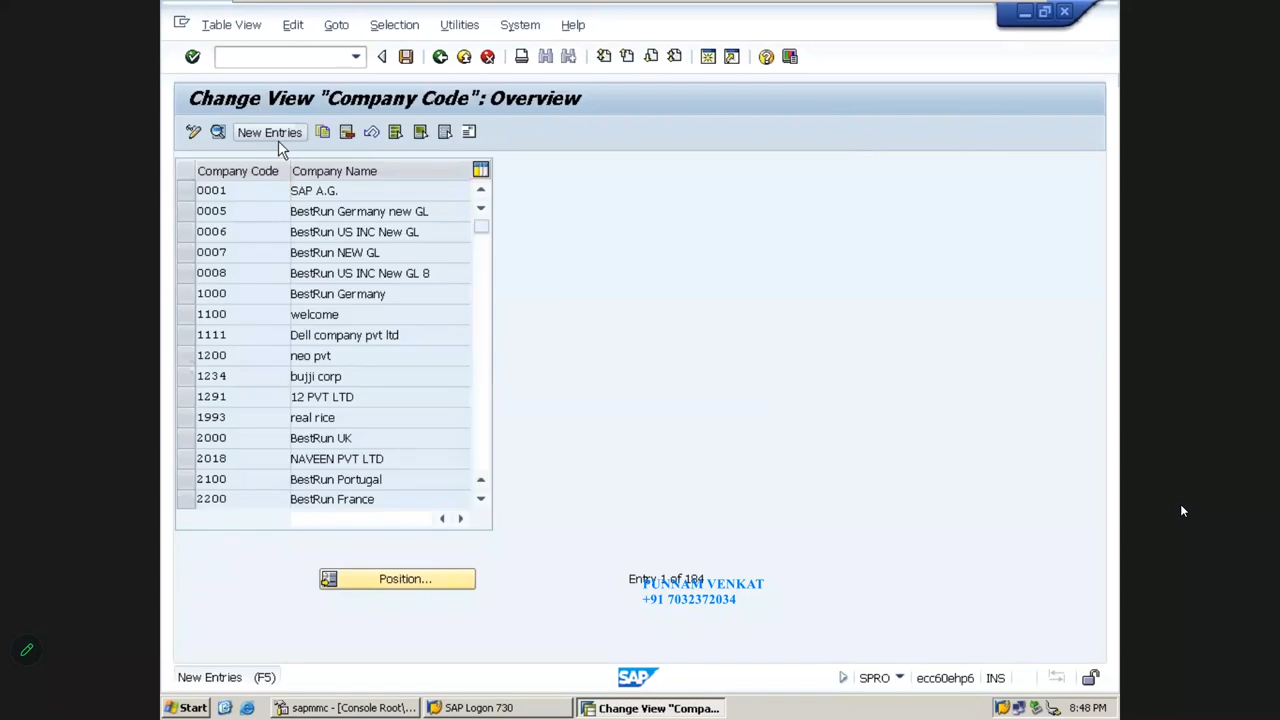 Table View Edit Goto Selection Utilities System Help
Change View "Company Code": Overview
New Entries
Company Code Company Name
0001 SAP A.G.
0005 BestRun Germany new GL
0006 BestRun US INC New GL
0007 BestRun NEW GL
0008 BestRun US INC New GL 8
1000 BestRun Germany
1100 welcome
1111 Dell company pvt ltd
1200 neo pvt
1234 bujji corp
1291 12 PVT LTD
1993 real rice
2000 BestRun UK
2018 NAVEEN PVT LTD
2100 BestRun Portugal
2200 BestRun France
Position... Entry 1 of 184
PUNNAM VENKAT
+91 7032372034
New Entries (F5) SAP SPRO ecc60ehp6 INS
Start sapmmc - [Console Root\... SAP Logon 730 Change View "Compa... 8:48 PM